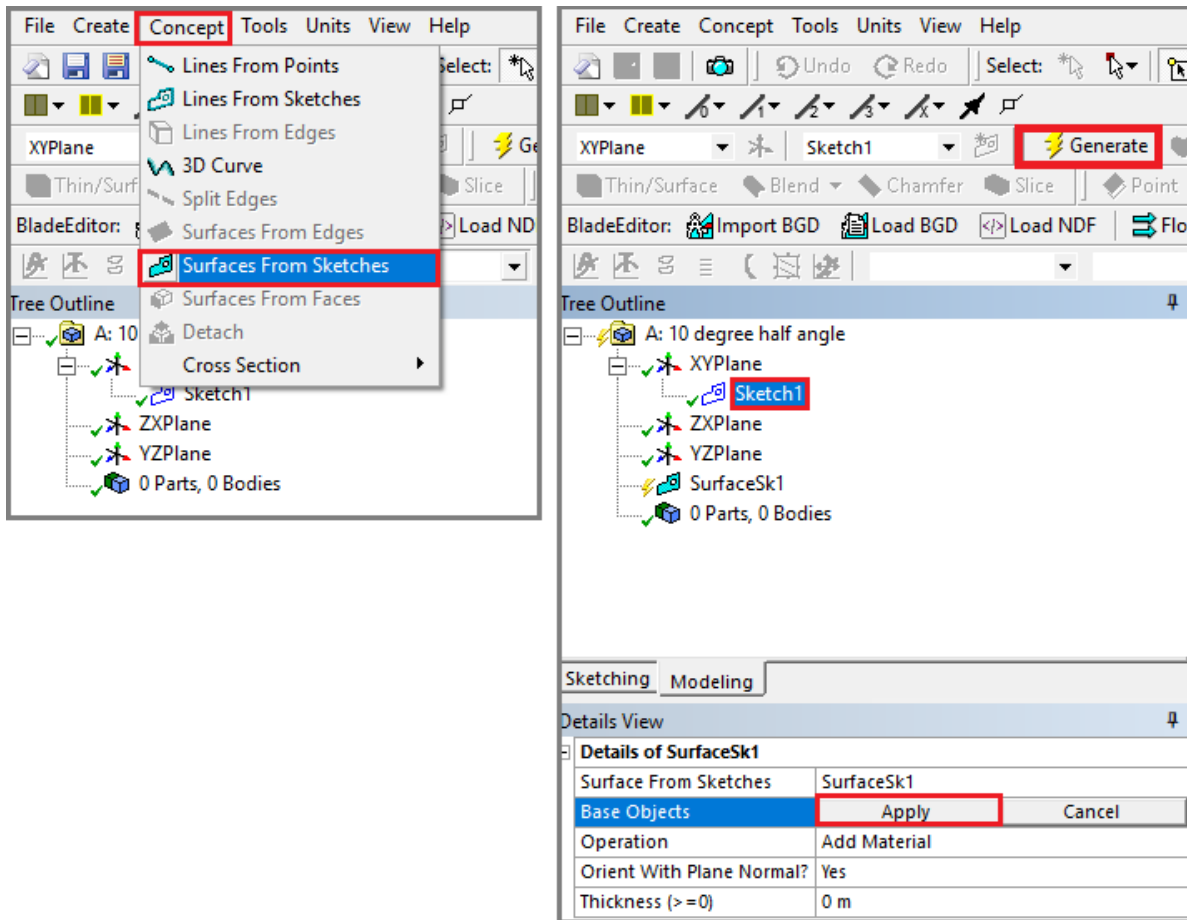 File Create Concept Tools Units View Help
Lines From Points
Select:
Lines From Sketches
Lines From Edges
XYPlane
Ge
3D Curve
Thin/Surf
Split Edges
Slice
BladeEditor:
Surfaces From Edges
Load ND
Surfaces From Sketches
Tree Outline
Surfaces From Faces
A: 10
Detach
Cross Section
Sketch1
ZXPlane
YZPlane
0 Parts, 0 Bodies
File Create Concept Tools Units View Help
Undo Redo Select:
XYPlane Sketch1 Generate
Thin/Surface Blend Chamfer Slice Point
BladeEditor: Import BGD Load BGD Load NDF Flo
Tree Outline
A: 10 degree half angle
XYPlane
Sketch1
ZXPlane
YZPlane
SurfaceSk1
0 Parts, 0 Bodies
Sketching Modeling
Details View
Details of SurfaceSk1
Surface From Sketches SurfaceSk1
Base Objects Apply Cancel
Operation Add Material
Orient With Plane Normal? Yes
Thickness (>=0) 0 m